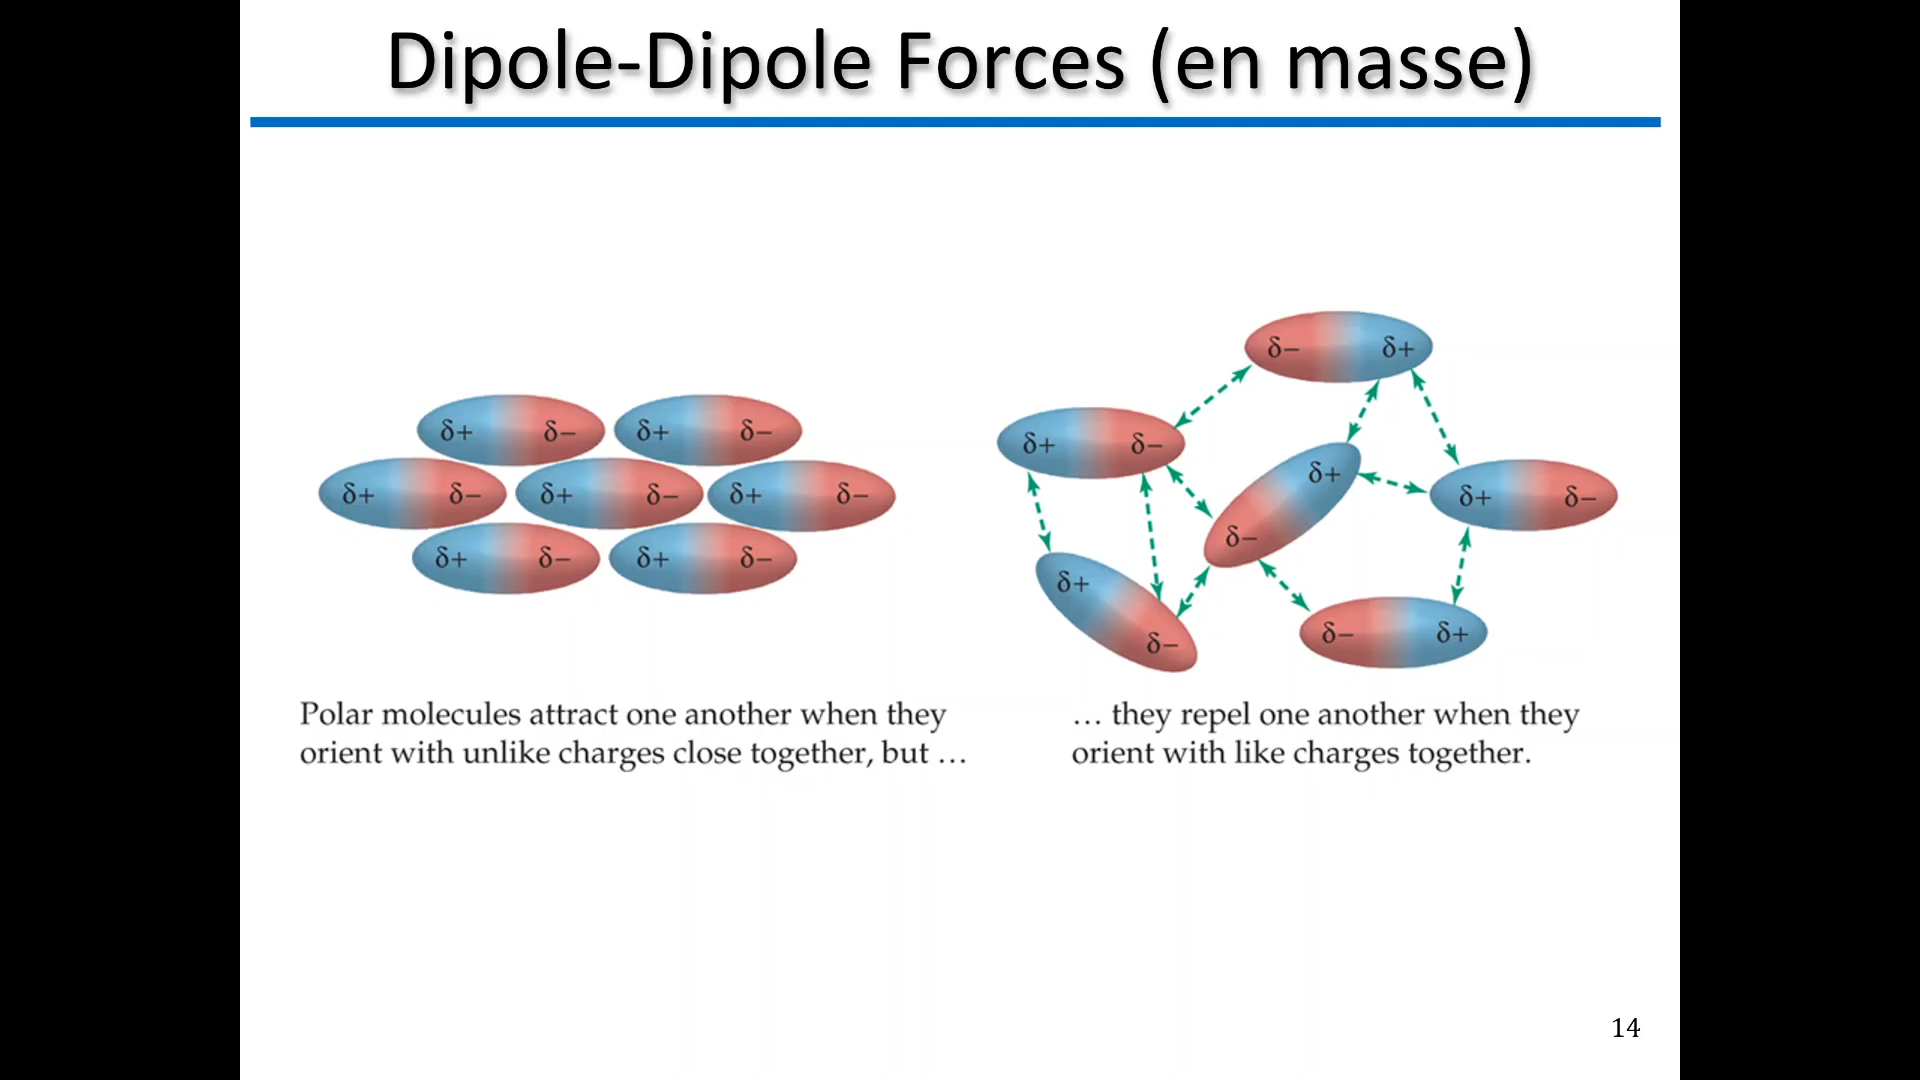 Dipole-Dipole Forces (en masse)
δ+ δ− δ+ δ−
δ+ δ− δ+ δ− δ+ δ−
δ+ δ− δ+ δ−
Polar molecules attract one another when they
orient with unlike charges close together, but …
δ− δ+
δ+ δ−
δ+
δ−
δ+ δ−
δ+
δ−
δ− δ+
… they repel one another when they
orient with like charges together.
14